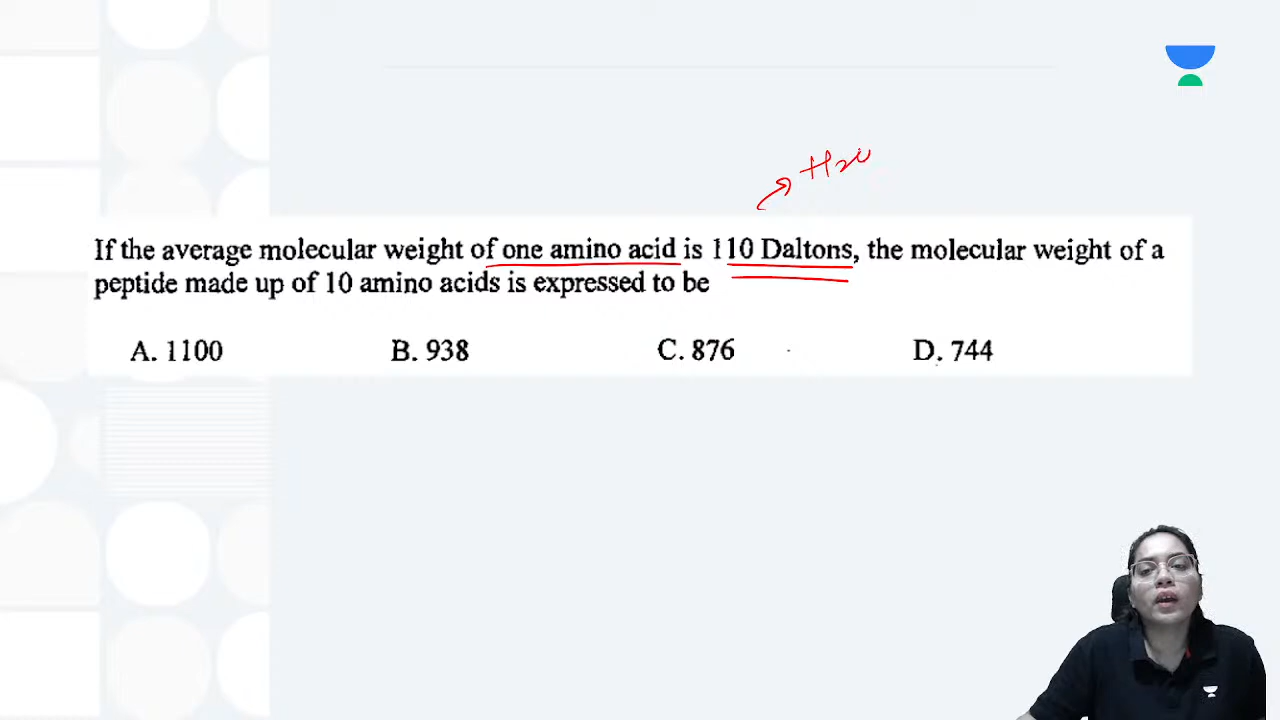 H2O
If the average molecular weight of one amino acid is 110 Daltons, the molecular weight of a
peptide made up of 10 amino acids is expressed to be
A. 1100 B. 938 C. 876 D. 744